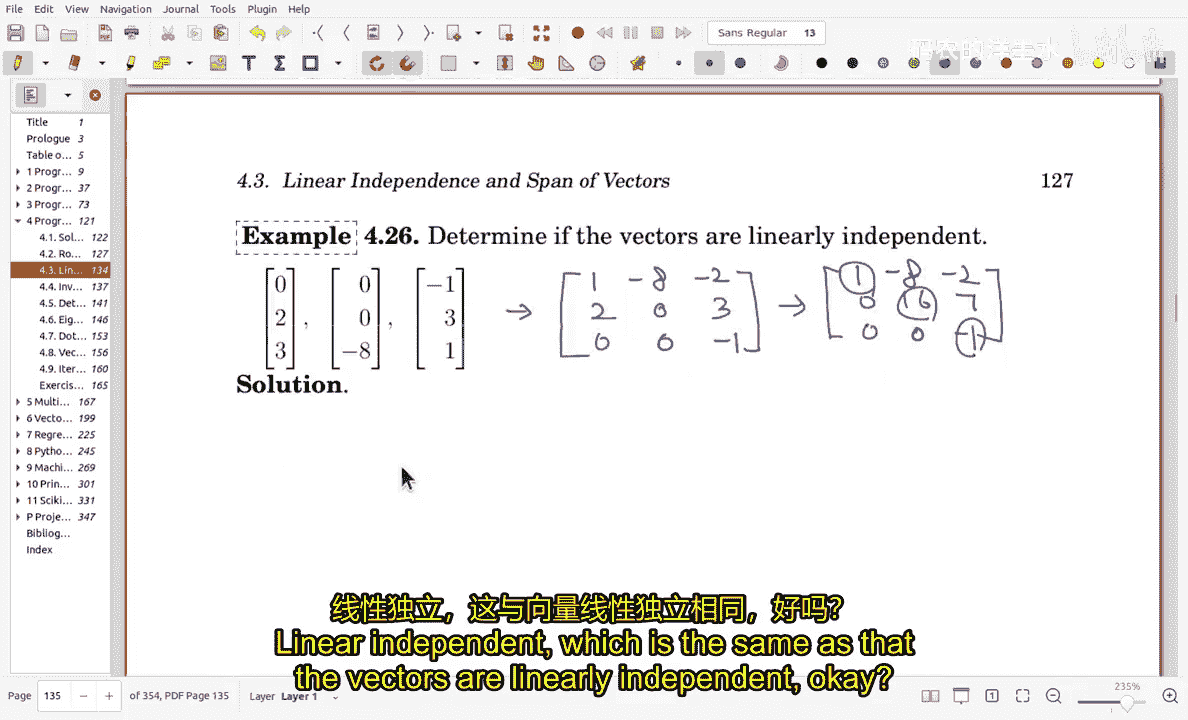 File Edit View Navigation Journal Tools Plugin Help
Sans Regular 13
Title 1
Prologue 3
Table o... 5
1 Progr... 9
2 Progr... 37
3 Progr... 73
4 Progr... 121
4.1. Sol... 122
4.2. Ro... 127
4.3. Lin... 134
4.4. Inv... 137
4.5. Det... 141
4.6. Eig... 146
4.7. Dot... 153
4.8. Vec... 156
4.9. Iter... 160
Exercis... 165
5 Multi... 167
6 Vecto... 199
7 Regre... 225
8 Pytho... 245
9 Machi... 269
10 Prin... 301
11 Sciki... 331
P Proje... 347
Bibliog...
Index
4.3. Linear Independence and Span of Vectors 127
Example 4.26. Determine if the vectors are linearly independent.
0 0 -1 1 -8 -2 1 -8 -2
2 , 0 , 3 → 2 0 3 → 0 16 7
3 -8 1 0 0 -1 0 0 -1
Solution.
线性独立，这与向量线性独立相同，好吗？
Linear independent, which is the same as that
the vectors are linearly independent, okay?
Page 135 − + of 354, PDF Page 135 Layer Layer 1 235%